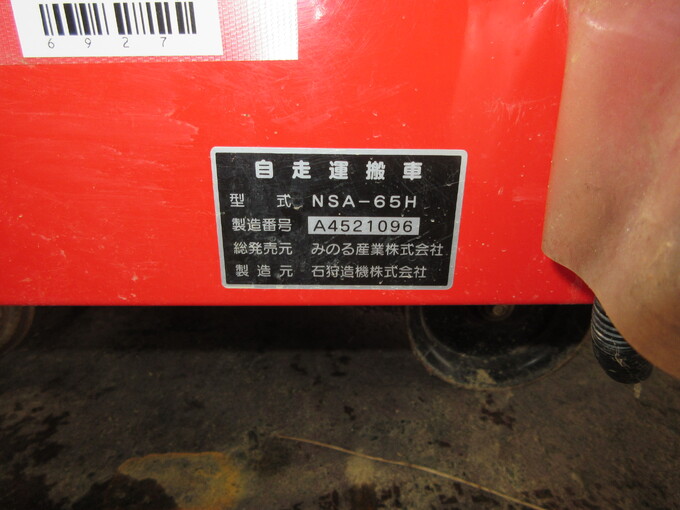 6927
自走運搬車
型式 NSA-65H
製造番号 A4521096
総発売元 みのる産業株式会社
製造元 石狩造機株式会社